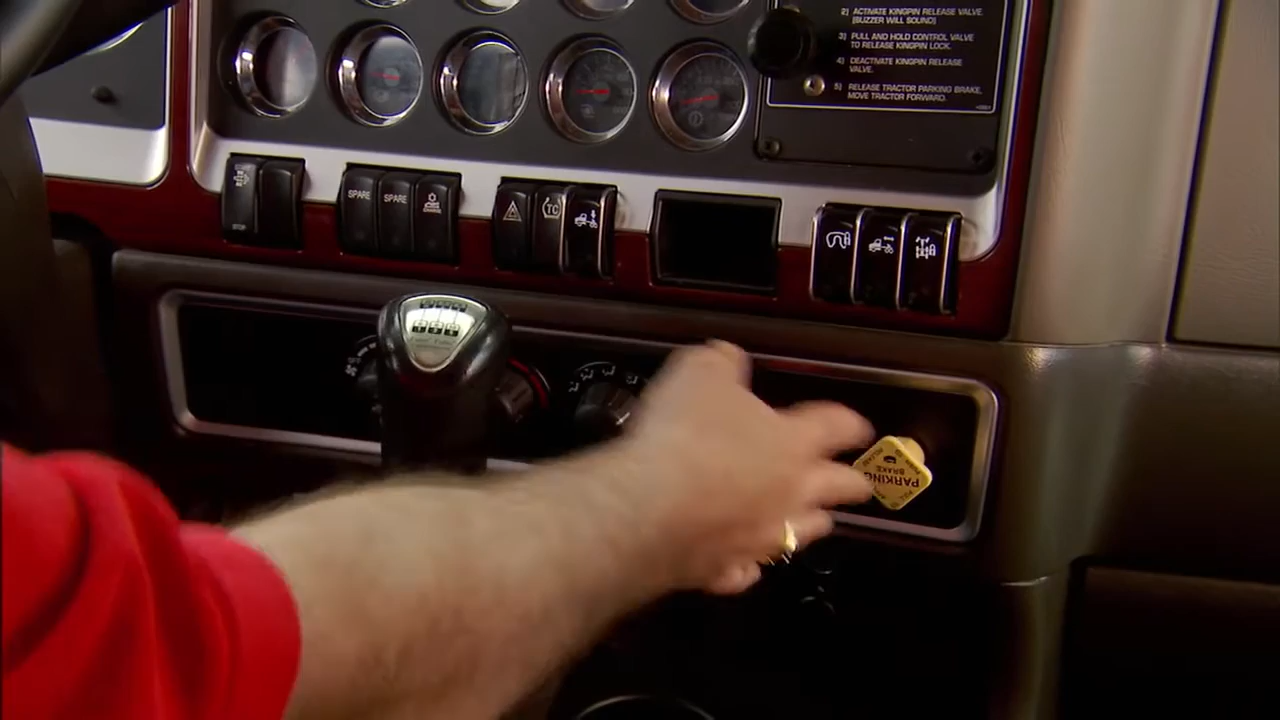 2) ACTIVATE KINGPIN RELEASE VALVE.
(BUZZER WILL SOUND)
3) PULL AND HOLD CONTROL VALVE
TO RELEASE KINGPIN LOCK.
4) DEACTIVATE KINGPIN RELEASE
VALVE.
5) RELEASE TRACTOR PARKING BRAKE,
MOVE TRACTOR FORWARD.
STOP
SPARE
SPARE
TC
PARKING
BRAKE